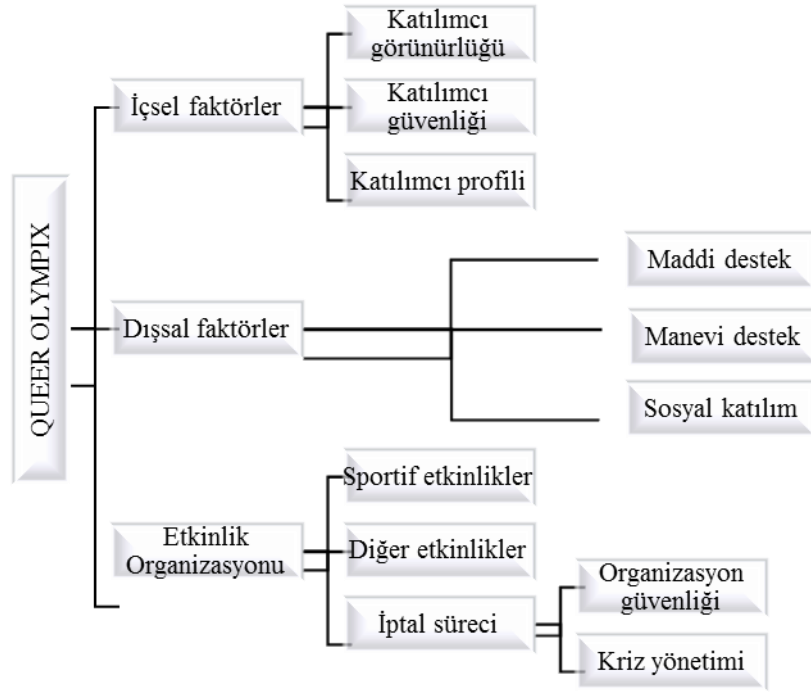 QUEER OLYMPIX
İçsel faktörler
Katılımcı
görünürlüğü
Katılımcı
güvenliği
Katılımcı profili
Dışsal faktörler
Maddi destek
Manevi destek
Sosyal katılım
Etkinlik
Organizasyonu
Sportif etkinlikler
Diğer etkinlikler
İptal süreci
Organizasyon
güvenliği
Kriz yönetimi